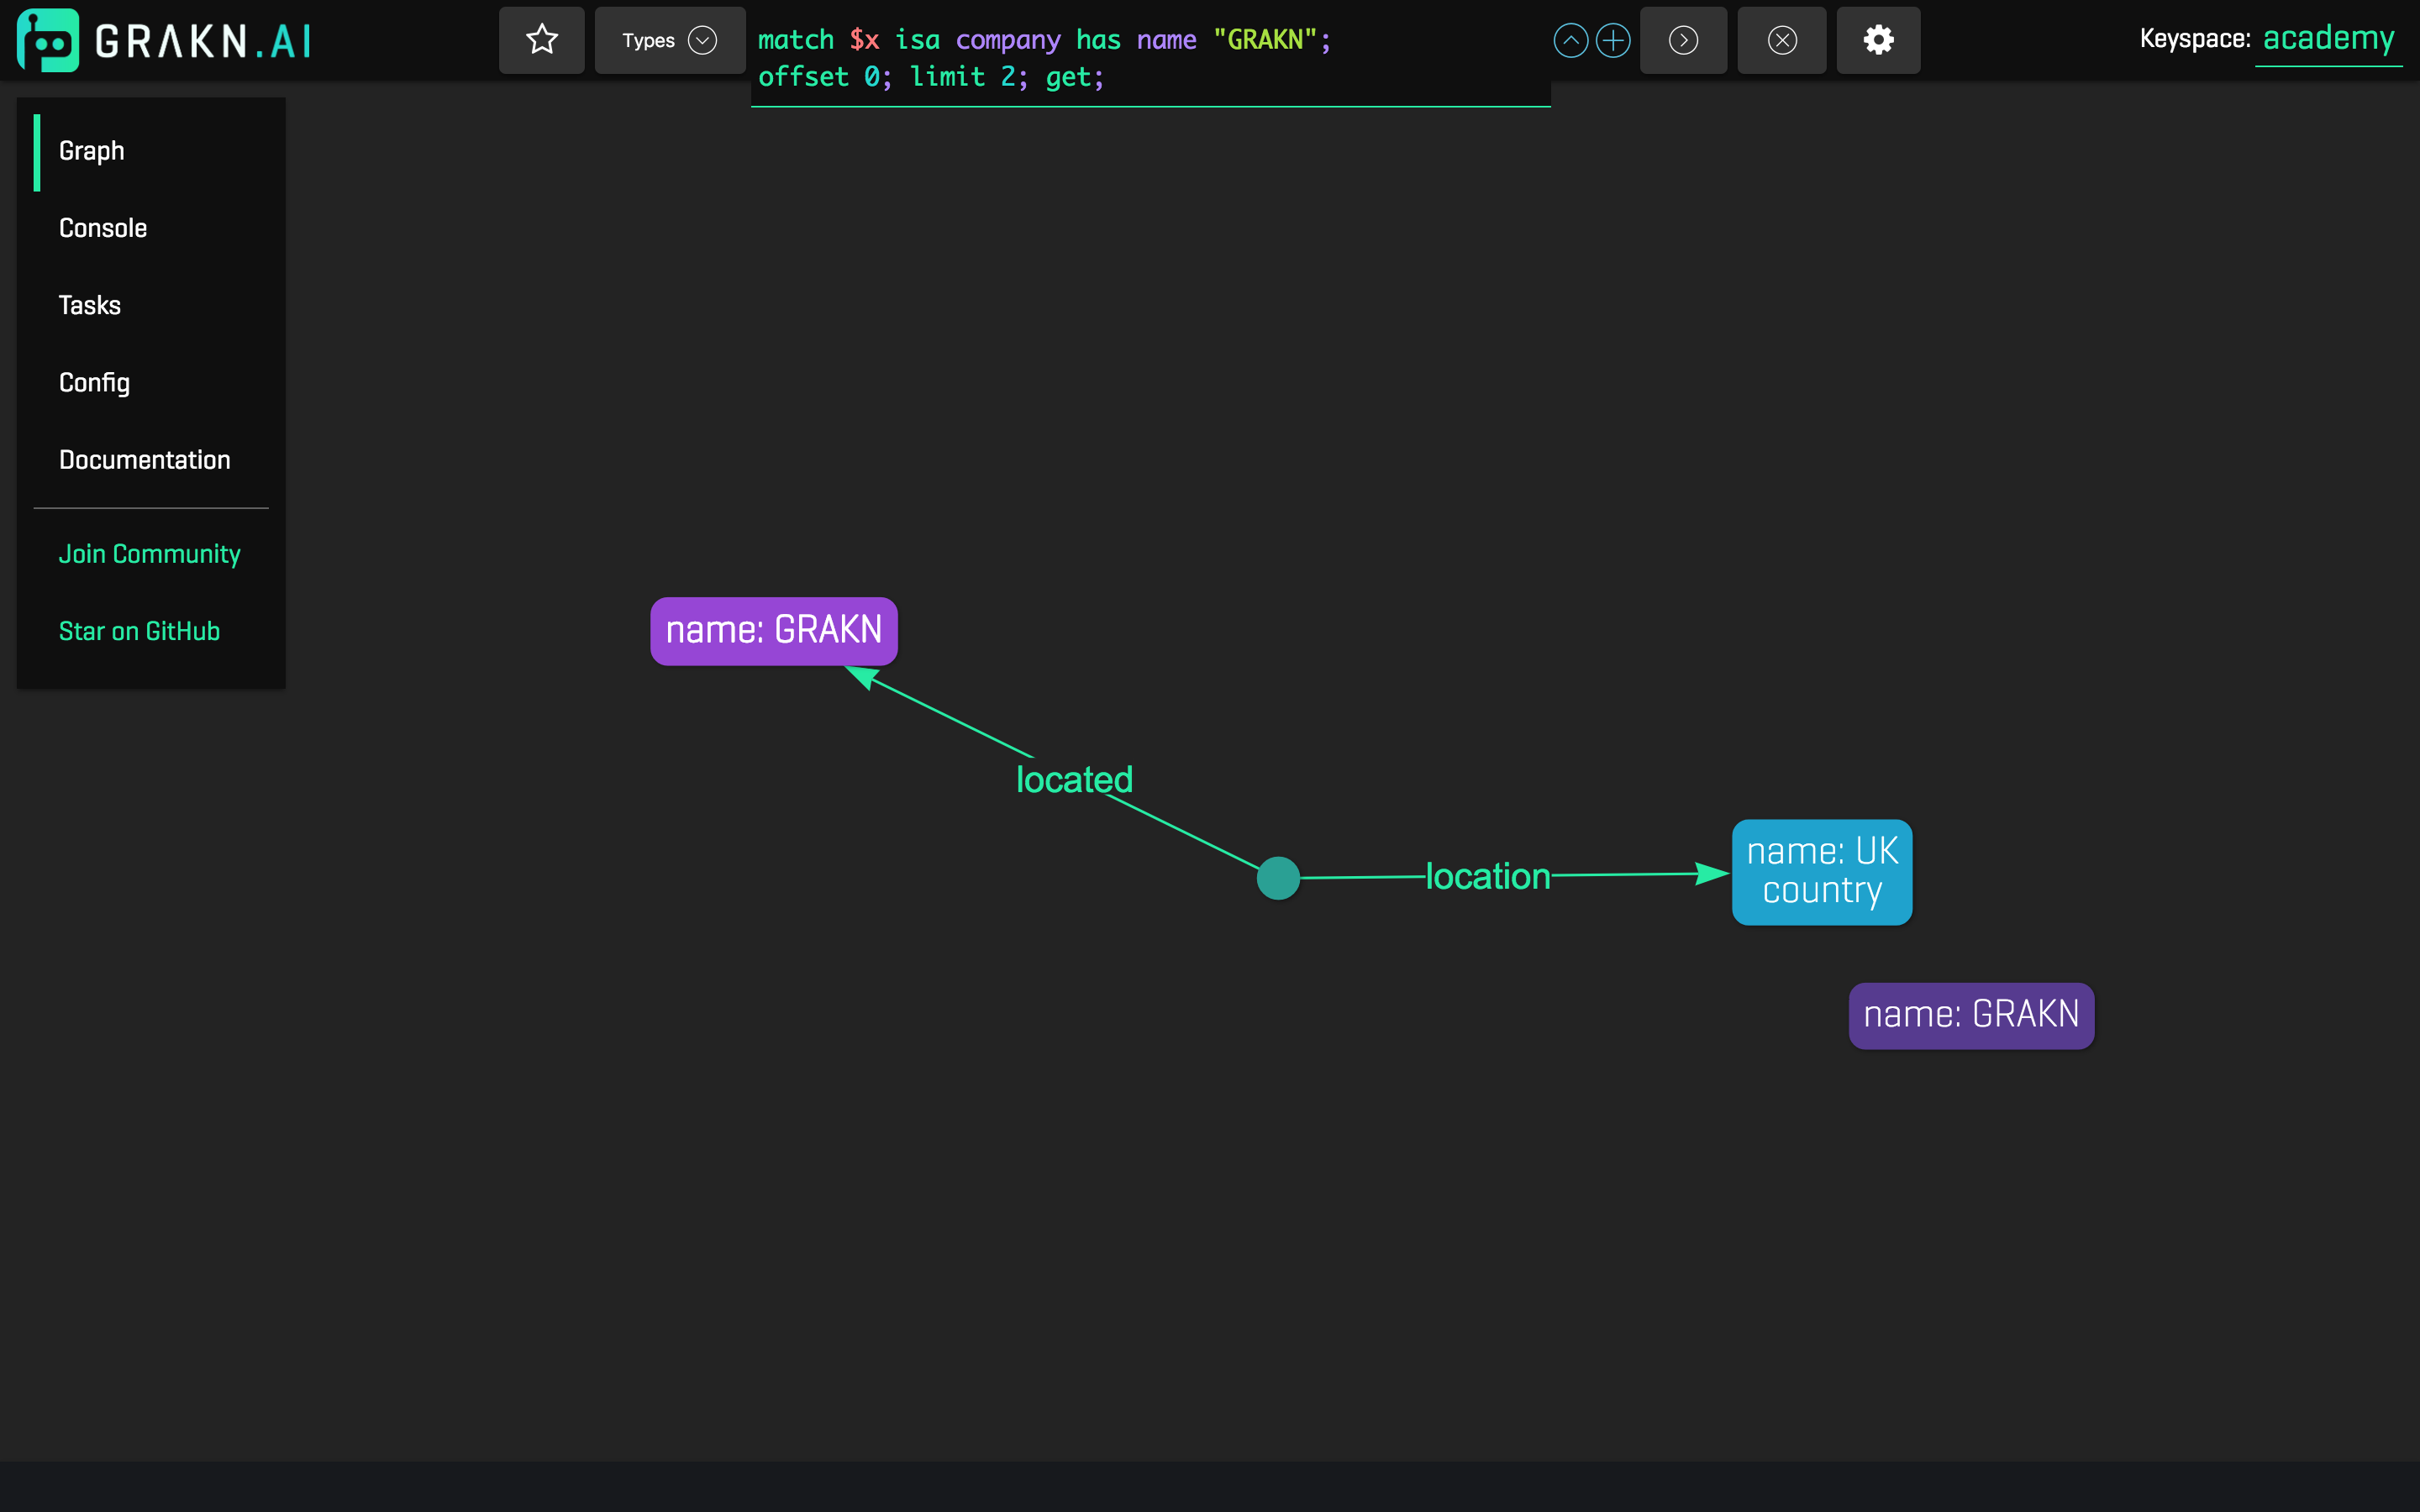 GRAKN.AI
Types
match $x isa company has name "GRAKN";
offset 0; limit 2; get;
Keyspace: academy
Graph
Console
Tasks
Config
Documentation
Join Community
Star on GitHub
name: GRAKN
located
location
name: UK
country
name: GRAKN